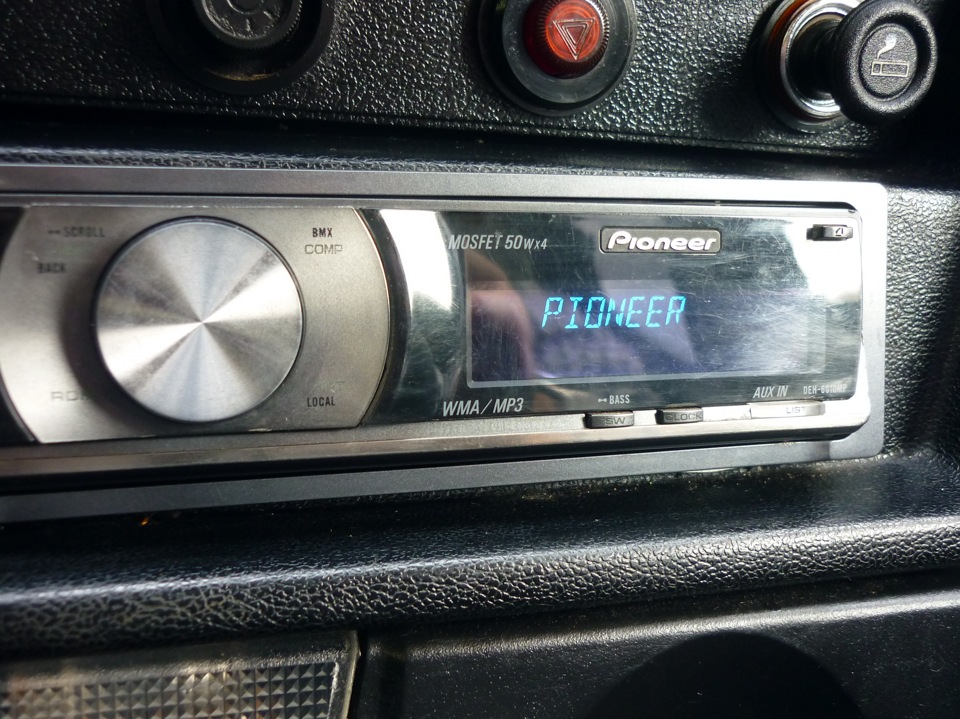 SCROLL
BMX
COMP
BACK
LOCAL
MOSFET 50Wx4
Pioneer
PIONEER
WMA/MP3
BASS
SW
CLOCK
AUX IN
LIST